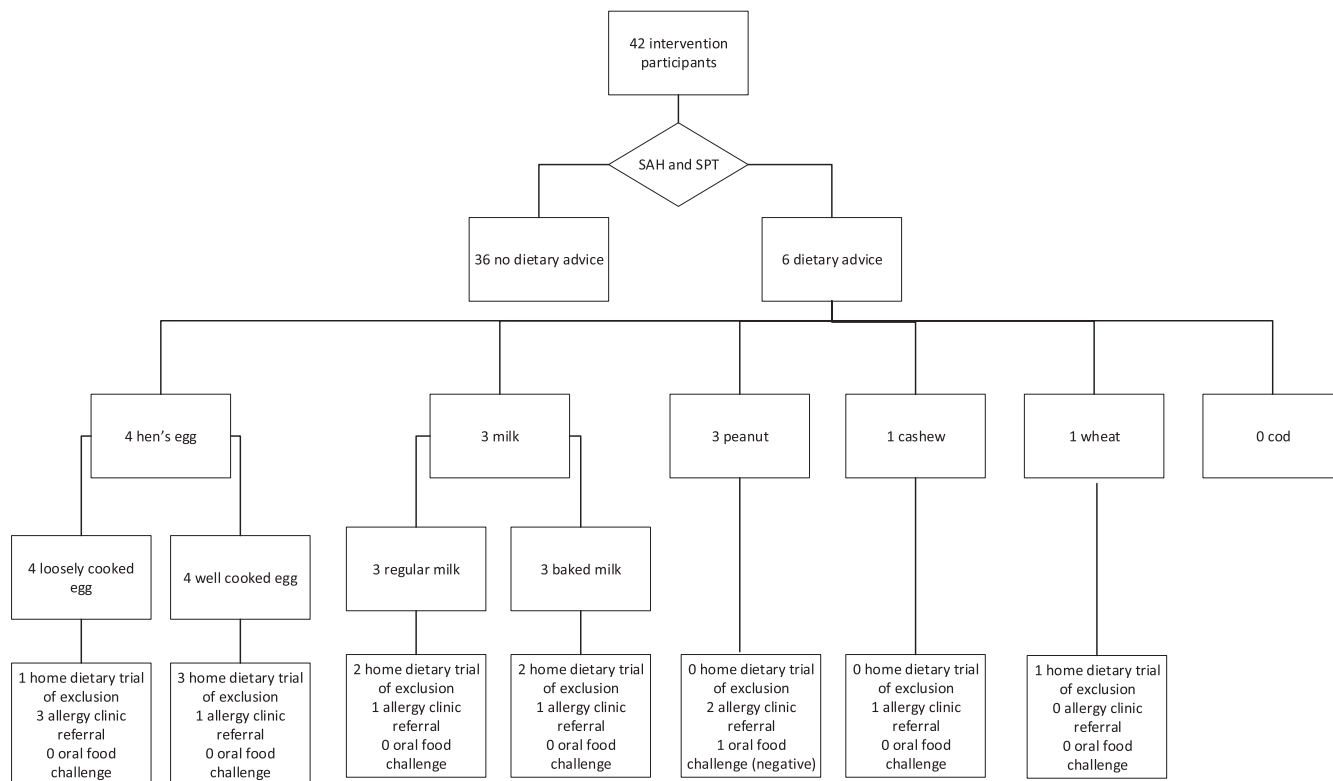 42 intervention
participants
SAH and SPT
36 no dietary advice
6 dietary advice
4 hen’s egg
3 milk
3 peanut
1 cashew
1 wheat
0 cod
4 loosely cooked
egg
4 well cooked egg
3 regular milk
3 baked milk
1 home dietary trial
of exclusion
3 allergy clinic
referral
0 oral food
challenge
3 home dietary trial
of exclusion
1 allergy clinic
referral
0 oral food
challenge
2 home dietary trial
of exclusion
1 allergy clinic
referral
0 oral food
challenge
2 home dietary trial
of exclusion
1 allergy clinic
referral
0 oral food
challenge
0 home dietary trial
of exclusion
2 allergy clinic
referral
1 oral food
challenge (negative)
0 home dietary trial
of exclusion
1 allergy clinic
referral
0 oral food
challenge
1 home dietary trial
of exclusion
0 allergy clinic
referral
0 oral food
challenge